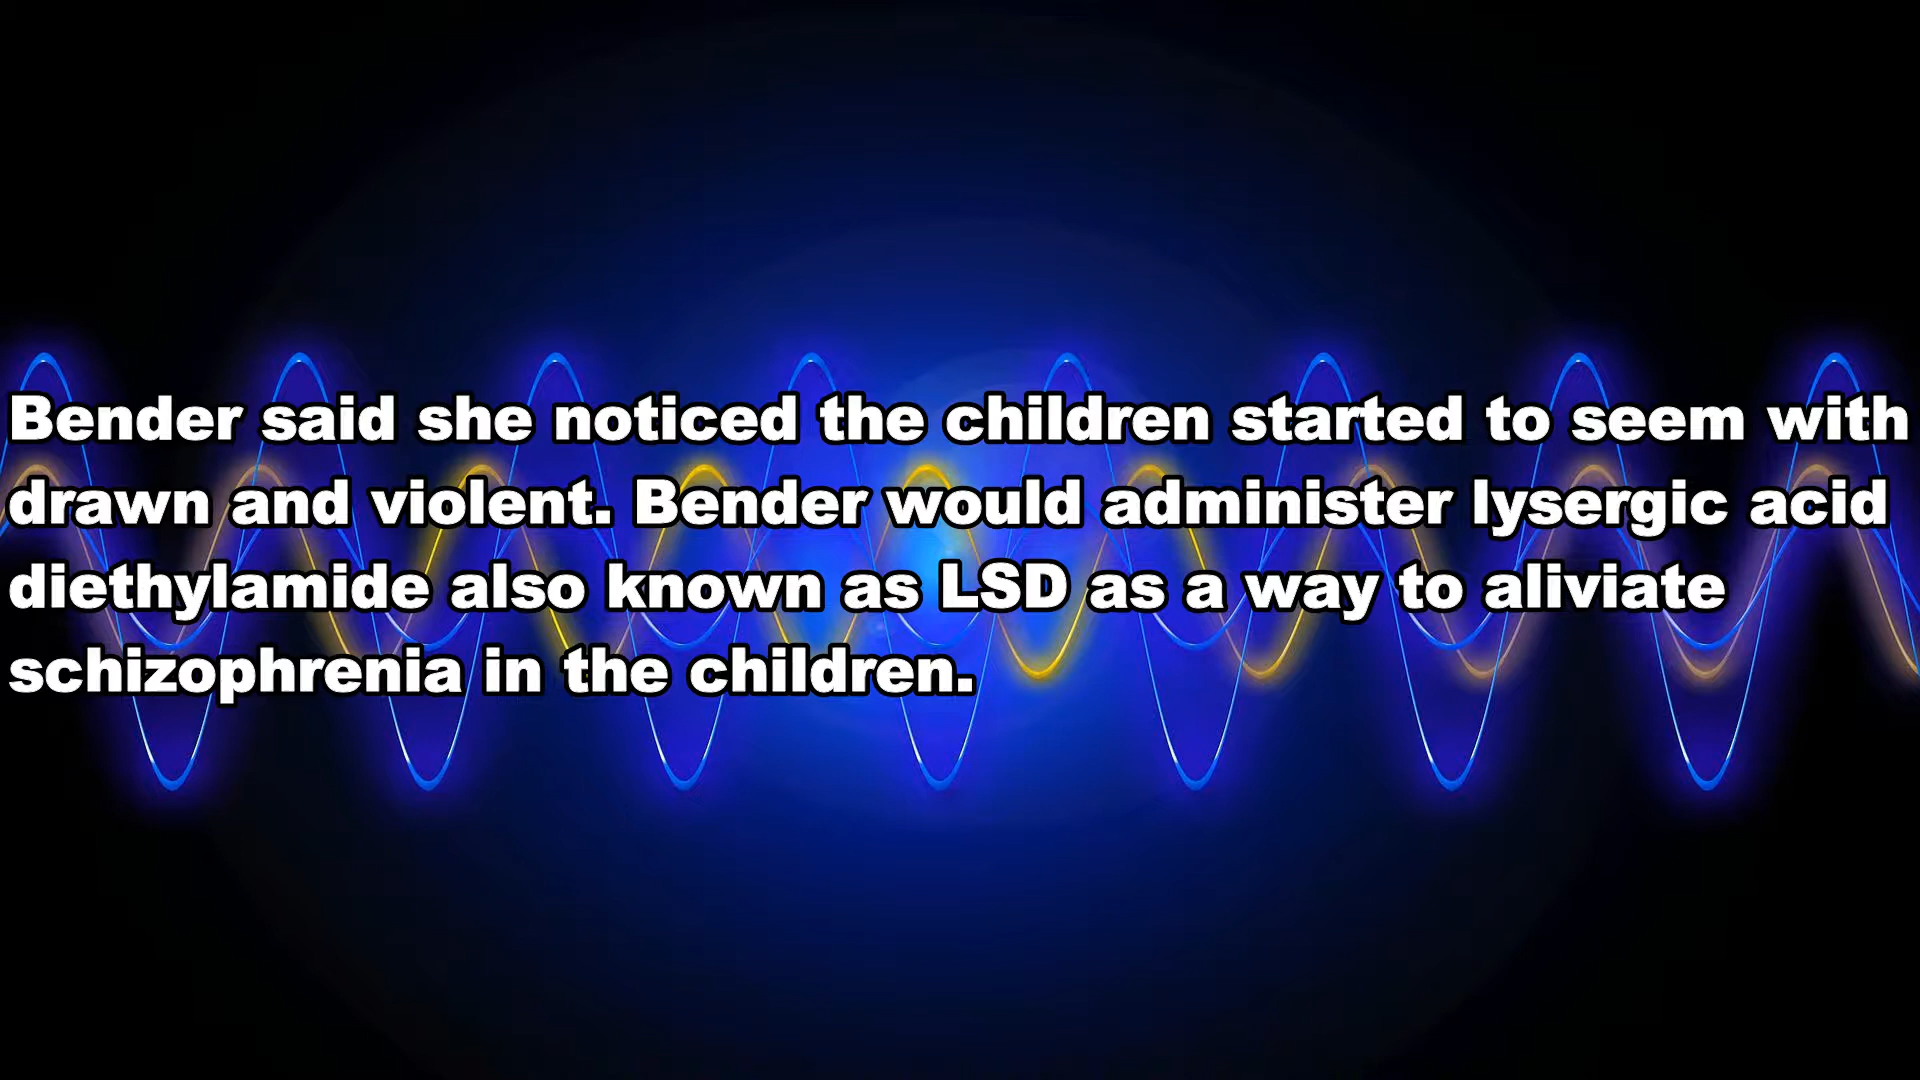 Bender said she noticed the children started to seem with
drawn and violent. Bender would administer lysergic acid
diethylamide also known as LSD as a way to aliviate
schizophrenia in the children.